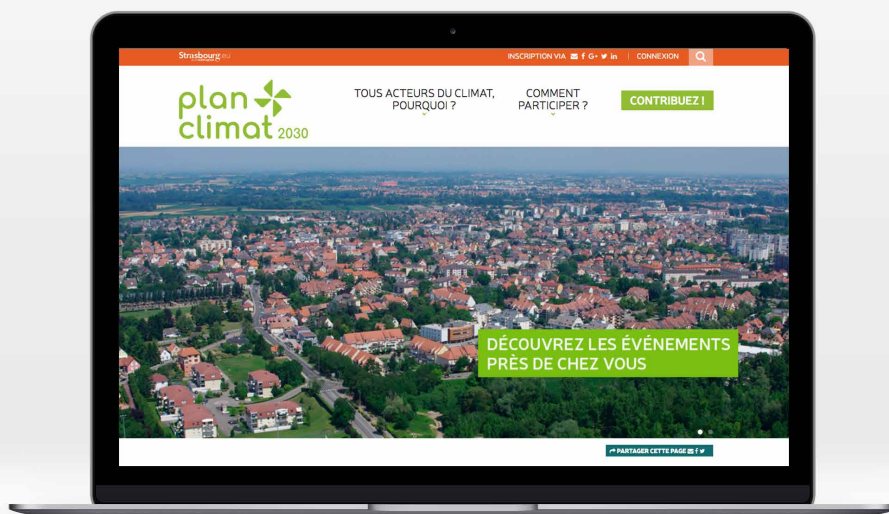 Strasbourg.eu
INSCRIPTION VIA
CONNEXION
plan
climat 2030
TOUS ACTEURS DU CLIMAT,
POURQUOI ?
COMMENT
PARTICIPER ?
CONTRIBUEZ !
DÉCOUVREZ LES ÉVÉNEMENTS
PRÈS DE CHEZ VOUS
PARTAGER CETTE PAGE